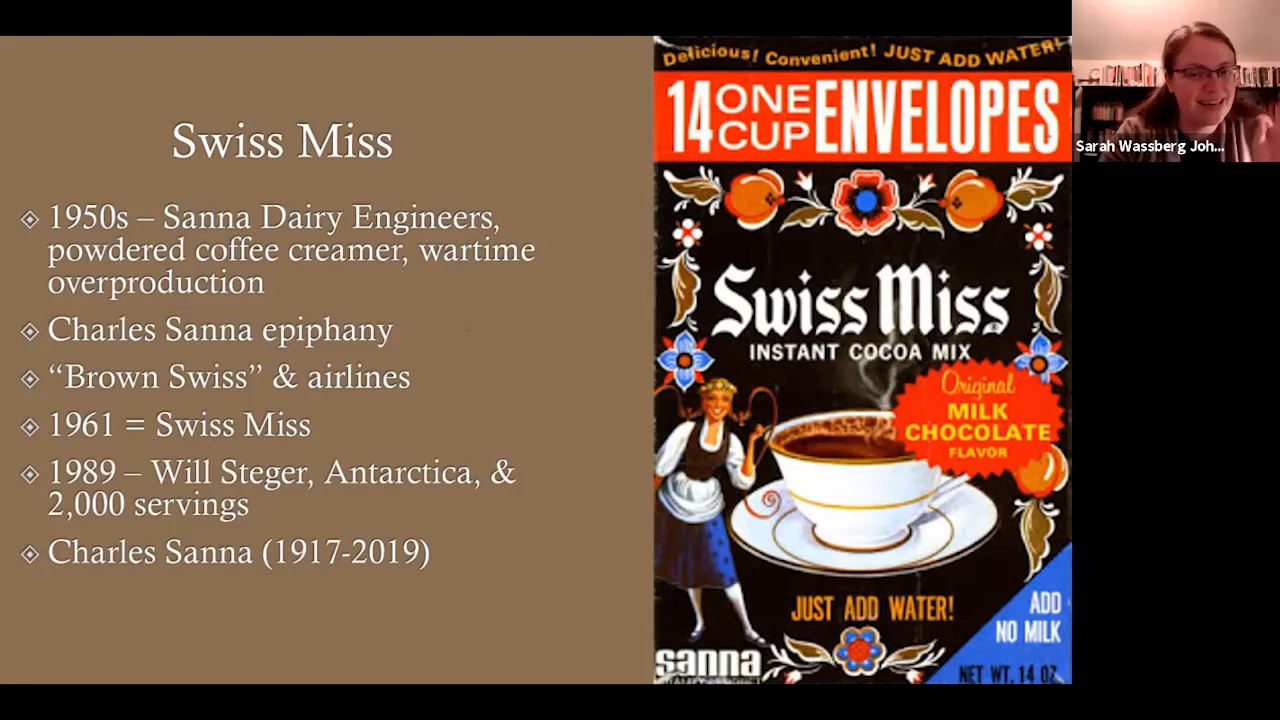 Swiss Miss
1950s – Sanna Dairy Engineers,
powdered coffee creamer, wartime
overproduction
Charles Sanna epiphany
“Brown Swiss” & airlines
1961 = Swiss Miss
1989 – Will Steger, Antarctica, &
2,000 servings
Charles Sanna (1917-2019)
Delicious! Convenient! JUST ADD WATER!
14 ONE CUP ENVELOPES
Swiss Miss
INSTANT COCOA MIX
Original
MILK
CHOCOLATE
FLAVOR
JUST ADD WATER!
ADD
NO MILK
sanna
NET WT. 14 OZ.
Sarah Wassberg Joh...